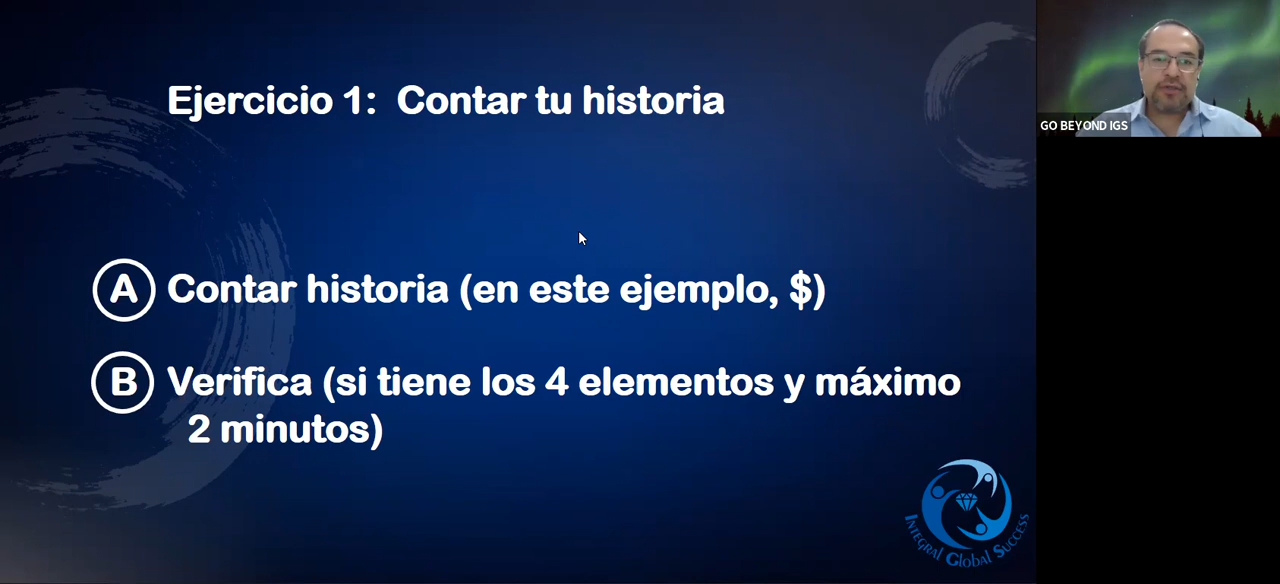 Ejercicio 1: Contar tu historia
GO BEYOND IGS
A Contar historia (en este ejemplo, $)
B Verifica (si tiene los 4 elementos y máximo
2 minutos)
INTEGRAL GLOBAL SUCCESS